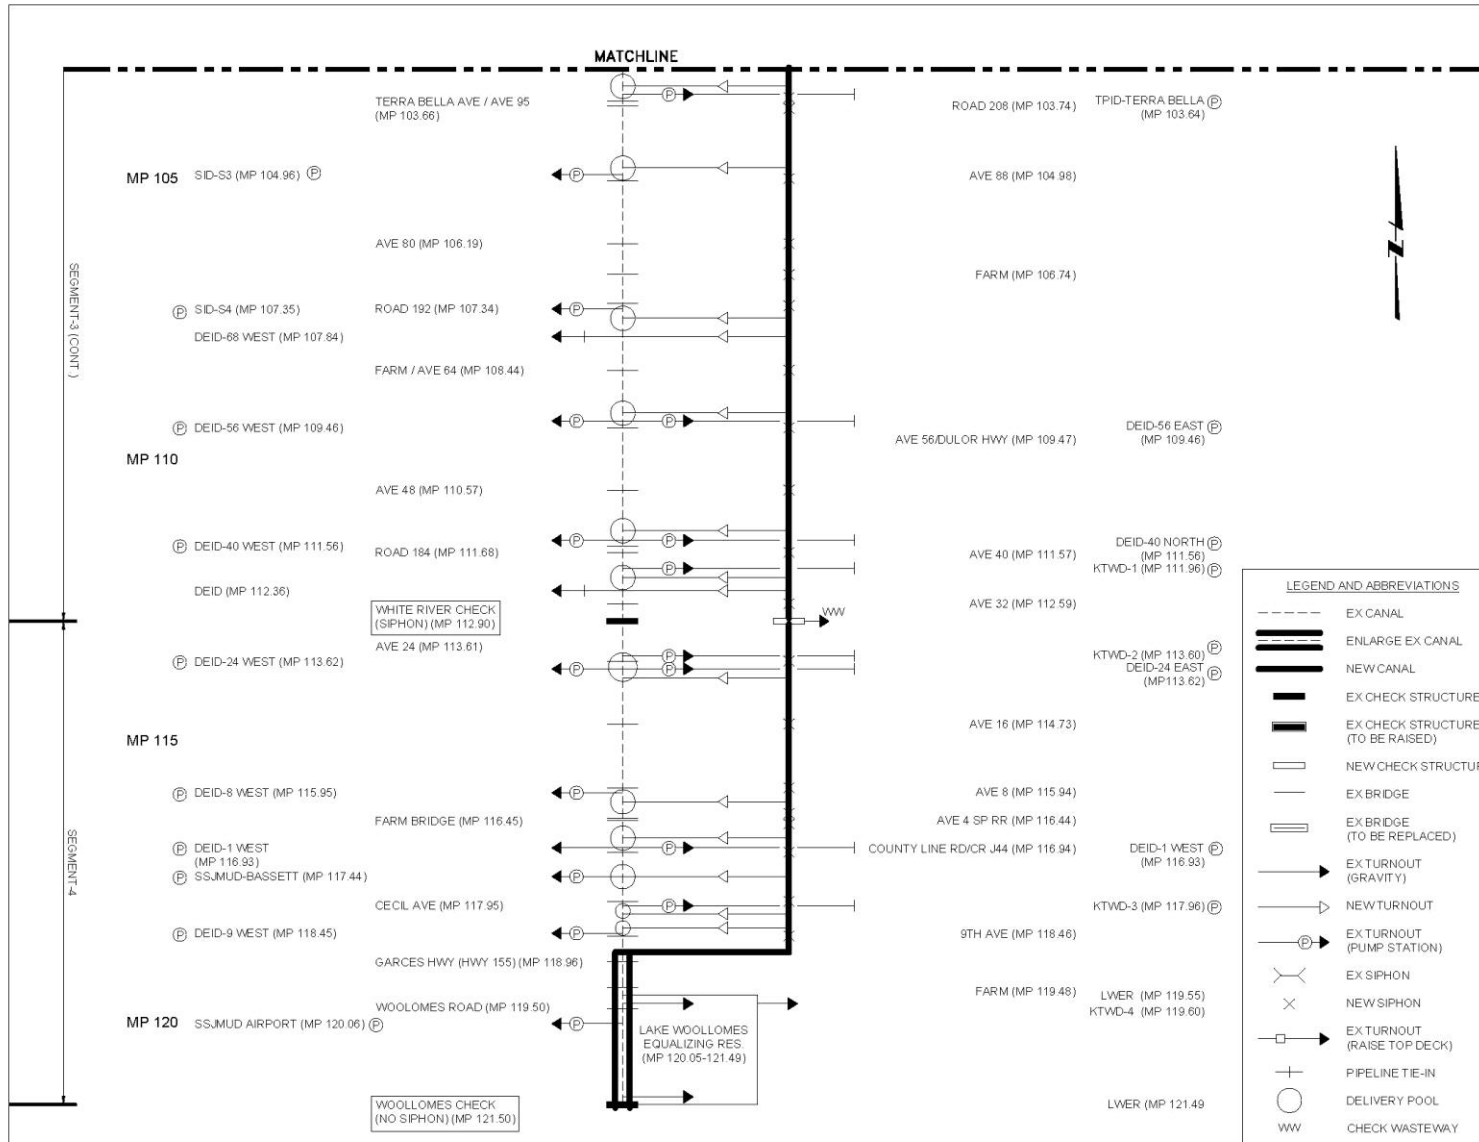 MATCHLINE
TERRA BELLA AVE / AVE 95
(MP 103.66)
ROAD 208 (MP 103.74)
TPID-TERRA BELLA Ⓟ
(MP 103.64)
Ⓟ Ⓟ
MP 105
SID-S3 (MP 104.96) Ⓟ
AVE 88 (MP 104.98)
AVE 80 (MP 106.19)
FARM (MP 106.74)
N
SEGMENT-3 (CONT.)
Ⓟ SID-S4 (MP 107.35)
ROAD 192 (MP 107.34)
Ⓟ
DEID-68 WEST (MP 107.84)
FARM / AVE 64 (MP 108.44)
Ⓟ DEID-56 WEST (MP 109.46)
Ⓟ Ⓟ
AVE 56/DULOR HWY (MP 109.47)
DEID-56 EAST Ⓟ
(MP 109.46)
MP 110
AVE 48 (MP 110.57)
Ⓟ DEID-40 WEST (MP 111.56)
ROAD 184 (MP 111.68)
Ⓟ Ⓟ
Ⓟ
AVE 40 (MP 111.57)
DEID-40 NORTH Ⓟ
(MP 111.56)
KTWD-1 (MP 111.96) Ⓟ
DEID (MP 112.36)
WHITE RIVER CHECK
(SIPHON) (MP 112.90)
WW
AVE 32 (MP 112.59)
AVE 24 (MP 113.61)
Ⓟ DEID-24 WEST (MP 113.62)
Ⓟ
Ⓟ Ⓟ
KTWD-2 (MP 113.60) Ⓟ
DEID-24 EAST Ⓟ
(MP113.62)
AVE 16 (MP 114.73)
MP 115
SEGMENT-4
Ⓟ DEID-8 WEST (MP 115.95)
Ⓟ
AVE 8 (MP 115.94)
FARM BRIDGE (MP 116.45)
AVE 4 SP RR (MP 116.44)
Ⓟ DEID-1 WEST
(MP 116.93)
Ⓟ
COUNTY LINE RD/CR J44 (MP 116.94)
DEID-1 WEST Ⓟ
(MP 116.93)
Ⓟ SSJMUD-BASSETT (MP 117.44)
Ⓟ
CECIL AVE (MP 117.95)
Ⓟ
KTWD-3 (MP 117.96) Ⓟ
Ⓟ DEID-9 WEST (MP 118.45)
Ⓟ
9TH AVE (MP 118.46)
GARCES HWY (HWY 155) (MP 118.96)
FARM (MP 119.48)
LWER (MP 119.55)
KTWD-4 (MP 119.60)
WOOLOMES ROAD (MP 119.50)
MP 120
SSJMUD AIRPORT (MP 120.06) Ⓟ
Ⓟ
LAKE WOOLLOMES
EQUALIZING RES.
(MP 120.05-121.49)
WOOLLOMES CHECK
(NO SIPHON) (MP 121.50)
LWER (MP 121.49
LEGEND AND ABBREVIATIONS
EX CANAL
ENLARGE EX CANAL
NEW CANAL
EX CHECK STRUCTURE
EX CHECK STRUCTURE
(TO BE RAISED)
NEW CHECK STRUCTUR
EX BRIDGE
EX BRIDGE
(TO BE REPLACED)
EX TURNOUT
(GRAVITY)
NEW TURNOUT
Ⓟ EX TURNOUT
(PUMP STATION)
EX SIPHON
NEW SIPHON
EX TURNOUT
(RAISE TOP DECK)
PIPELINE TIE-IN
DELIVERY POOL
WW CHECK WASTEWAY